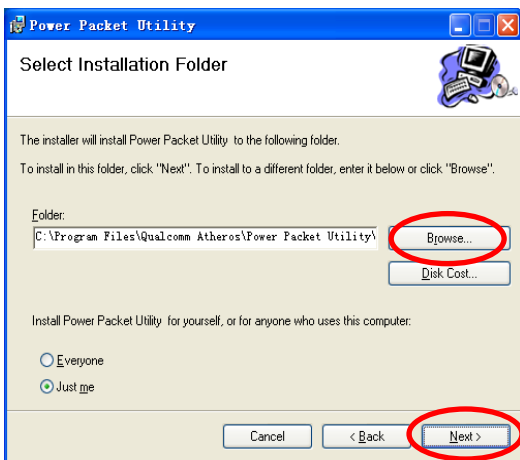 Power Packet Utility
Select Installation Folder
The installer will install Power Packet Utility to the following folder.
To install in this folder, click "Next". To install to a different folder, enter it below or click "Browse".
Folder:
C:\Program Files\Qualcomm Atheros\Power Packet Utility\
Browse...
Disk Cost...
Install Power Packet Utility for yourself, or for anyone who uses this computer:
Everyone
Just me
Cancel
< Back
Next >